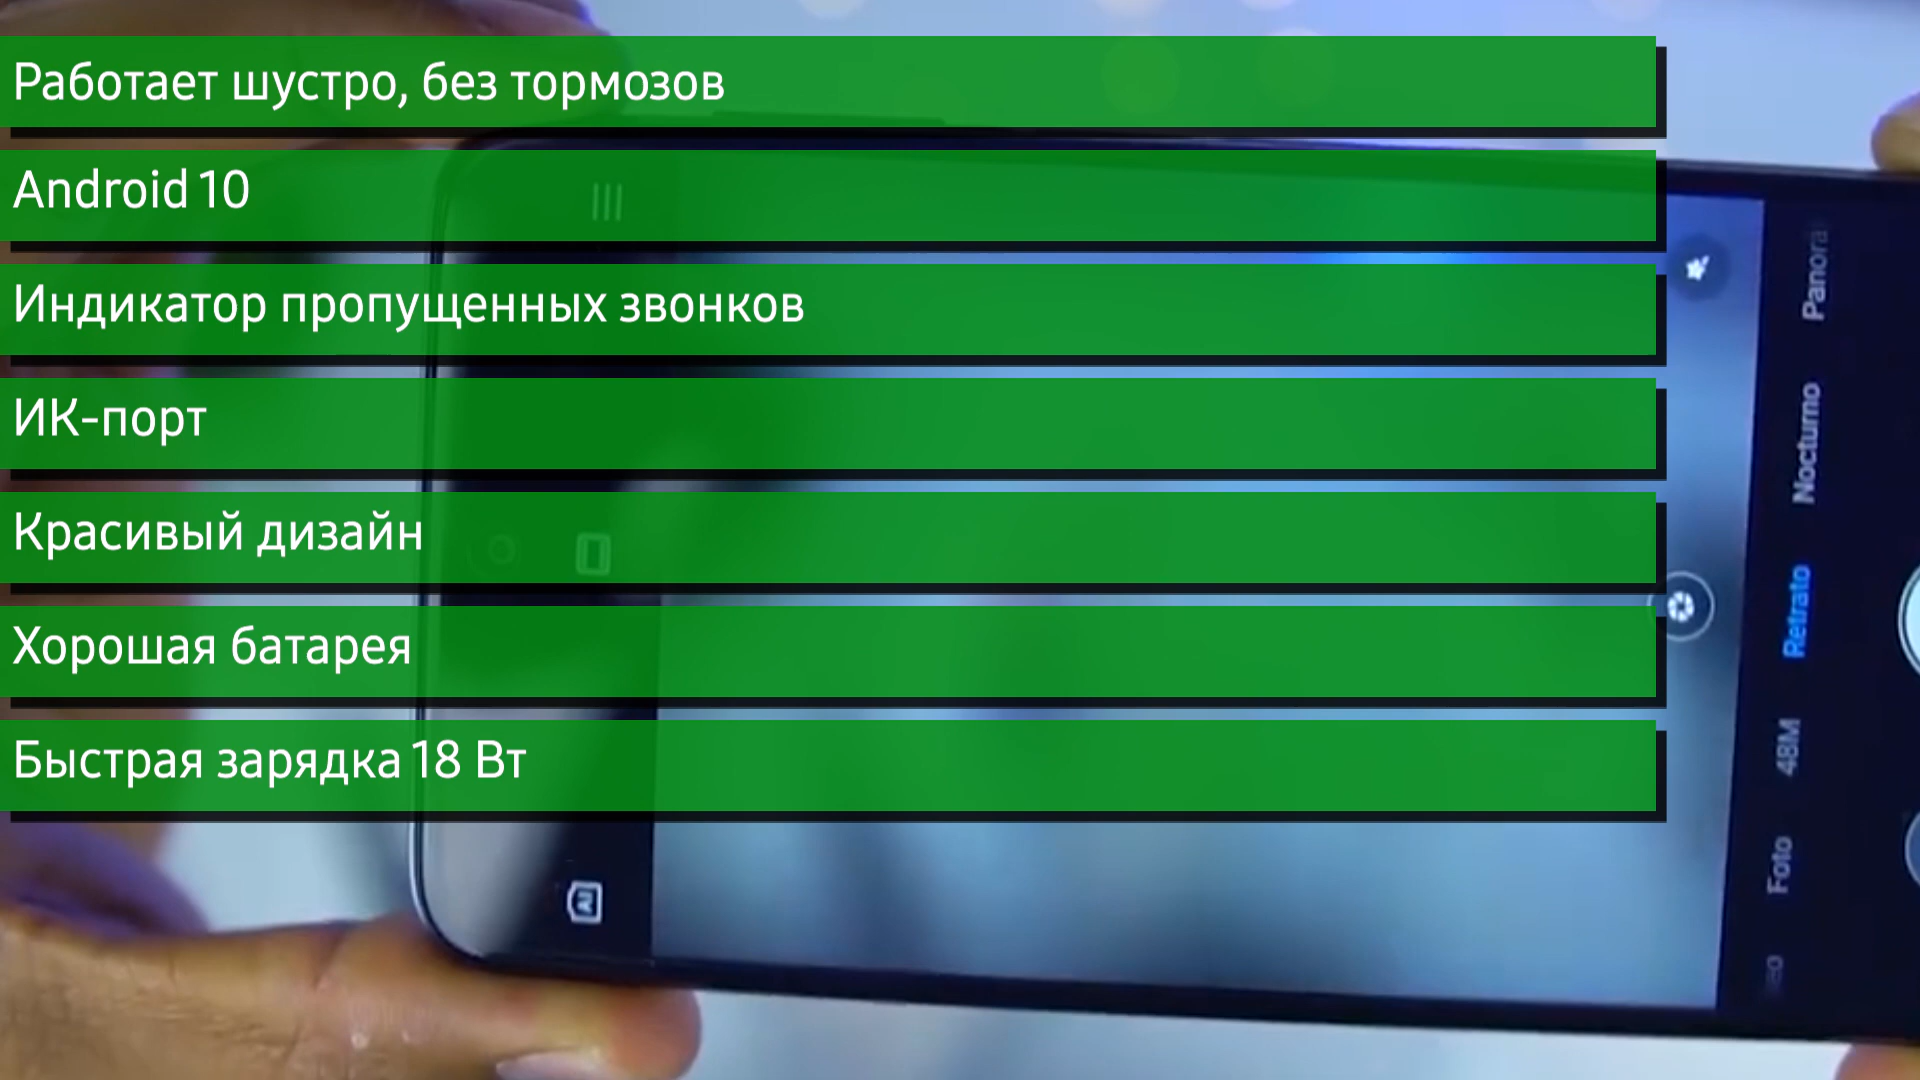 Работает шустро, без тормозов
Android 10
Индикатор пропущенных звонков
ИК-порт
Красивый дизайн
Хорошая батарея
Быстрая зарядка 18 Вт
Panora
Nocturno
Retrato
48M
Foto
AI